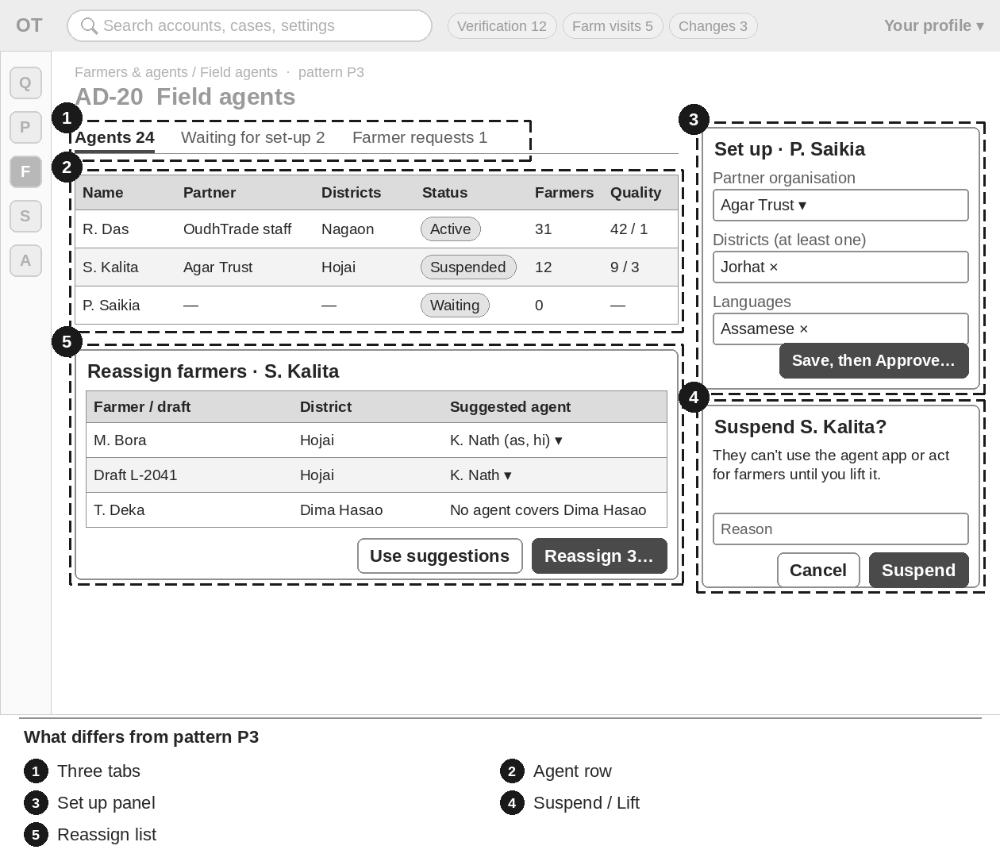 OT
Search accounts, cases, settings
Verification 12
Farm visits 5
Changes 3
Your profile ▾
Q
P
F
S
A
Farmers & agents / Field agents · pattern P3
AD-20 Field agents
1
Agents 24
Waiting for set-up 2
Farmer requests 1
2
Name Partner Districts Status Farmers Quality
R. Das OudhTrade staff Nagaon Active 31 42 / 1
S. Kalita Agar Trust Hojai Suspended 12 9 / 3
P. Saikia — — Waiting 0 —
5
Reassign farmers · S. Kalita
Farmer / draft District Suggested agent
M. Bora Hojai K. Nath (as, hi) ▾
Draft L-2041 Hojai K. Nath ▾
T. Deka Dima Hasao No agent covers Dima Hasao
Use suggestions
Reassign 3…
3
Set up · P. Saikia
Partner organisation
Agar Trust ▾
Districts (at least one)
Jorhat ×
Languages
Assamese ×
Save, then Approve…
4
Suspend S. Kalita?
They can’t use the agent app or act
for farmers until you lift it.
Reason
Cancel
Suspend
What differs from pattern P3
1 Three tabs
2 Agent row
3 Set up panel
4 Suspend / Lift
5 Reassign list